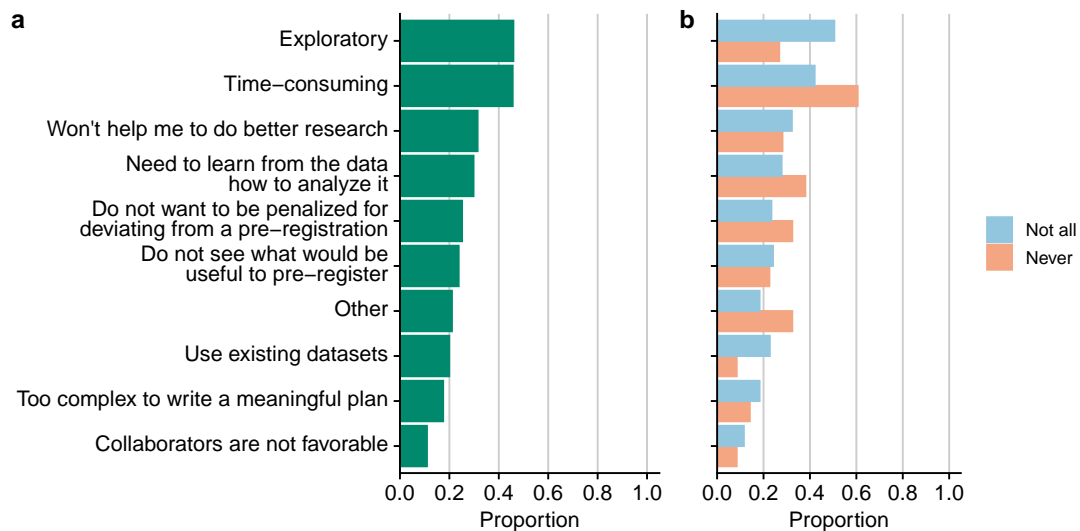 a
b
Exploratory
Time−consuming
Won't help me to do better research
Need to learn from the data
how to analyze it
Do not want to be penalized for
deviating from a pre−registration
Do not see what would be
useful to pre−register
Other
Use existing datasets
Too complex to write a meaningful plan
Collaborators are not favorable
0.0 0.2 0.4 0.6 0.8 1.0
Proportion
0.0 0.2 0.4 0.6 0.8 1.0
Proportion
Not all
Never